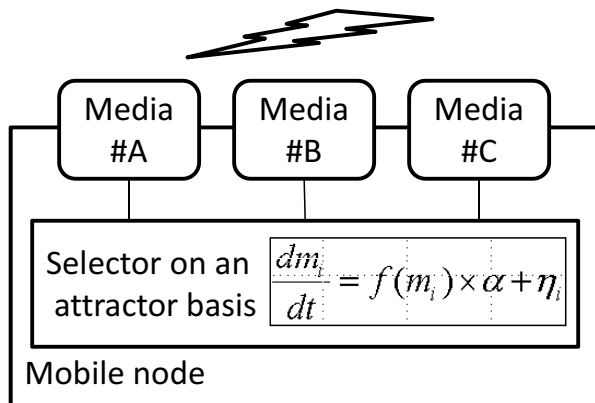 Media #A
Media #B
Media #C
Selector on an attractor basis
dm_i/dt = f(m_i) × α + η_i
Mobile node